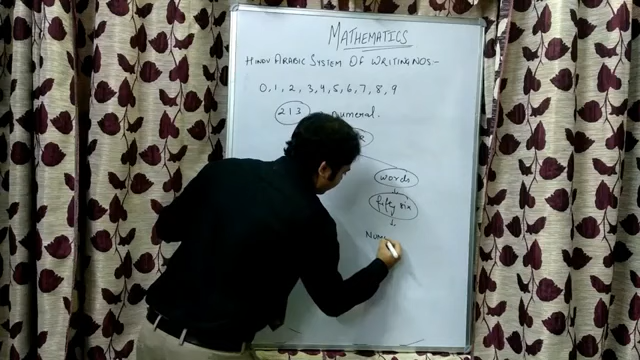 MATHEMATICS
HINDU ARABIC SYSTEM OF WRITING NOS:-
0, 1, 2, 3, 4, 5, 6, 7, 8, 9
213 numeral.
words
fifty six